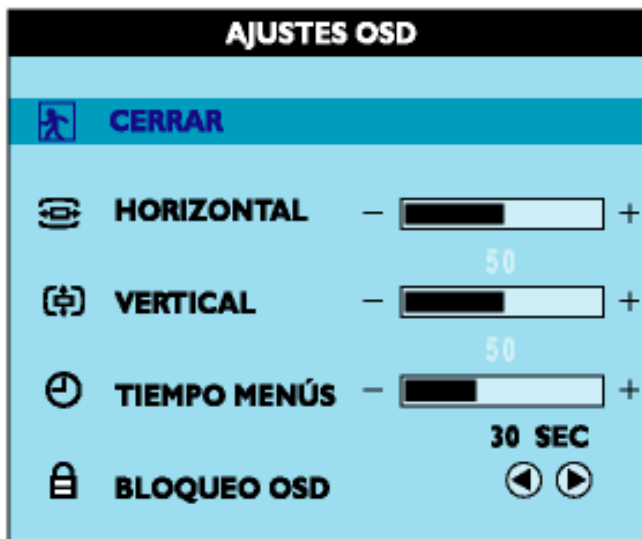 AJUSTES OSD
CERRAR
HORIZONTAL - +
50
VERTICAL - +
50
TIEMPO MENÚS - +
30 SEC
BLOQUEO OSD